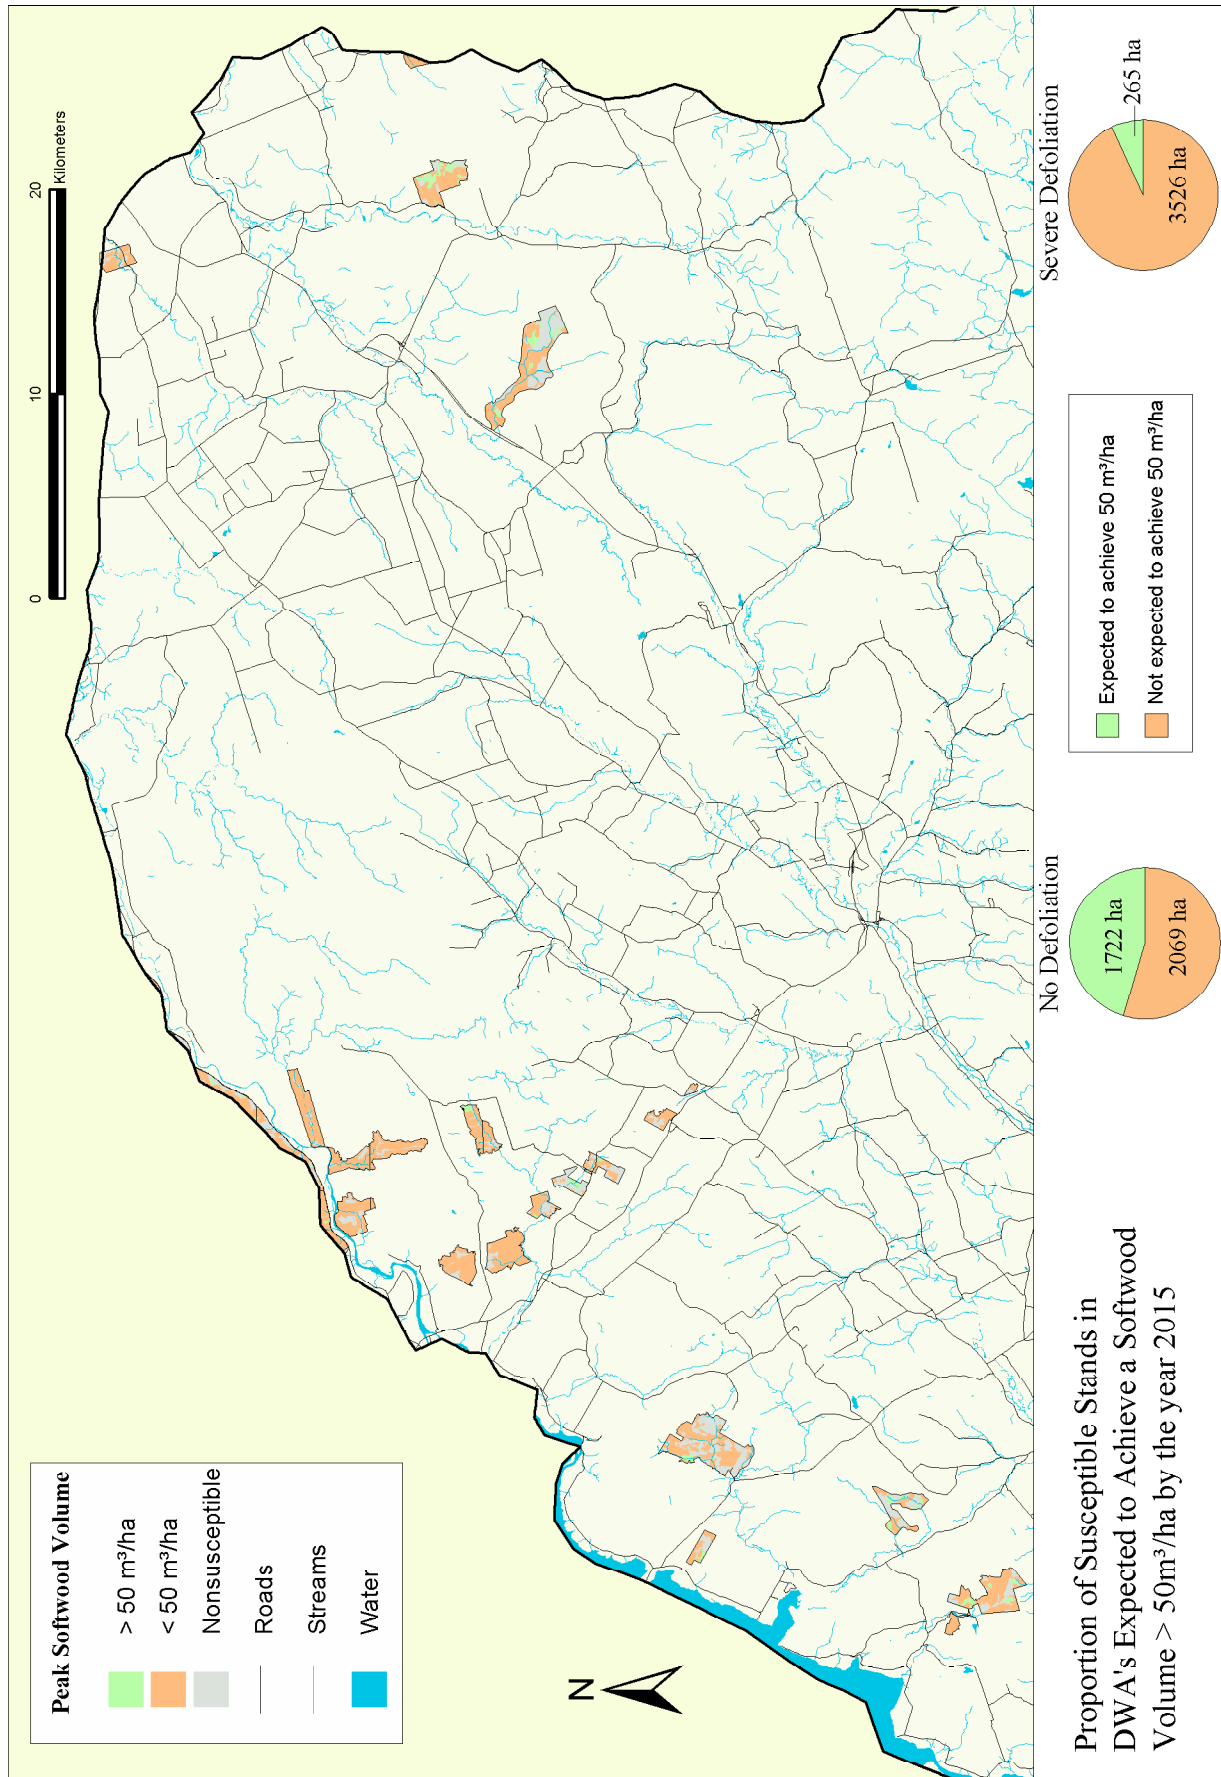 Peak Softwood Volume
> 50 m³/ha
< 50 m³/ha
Nonsusceptible
Roads
Streams
Water
N
0
10
20
Kilometers
Proportion of Susceptible Stands in
DWA's Expected to Achieve a Softwood
Volume > 50m³/ha by the year 2015
No Defoliation
1722 ha
2069 ha
Expected to achieve 50 m³/ha
Not expected to achieve 50 m³/ha
Severe Defoliation
265 ha
3526 ha